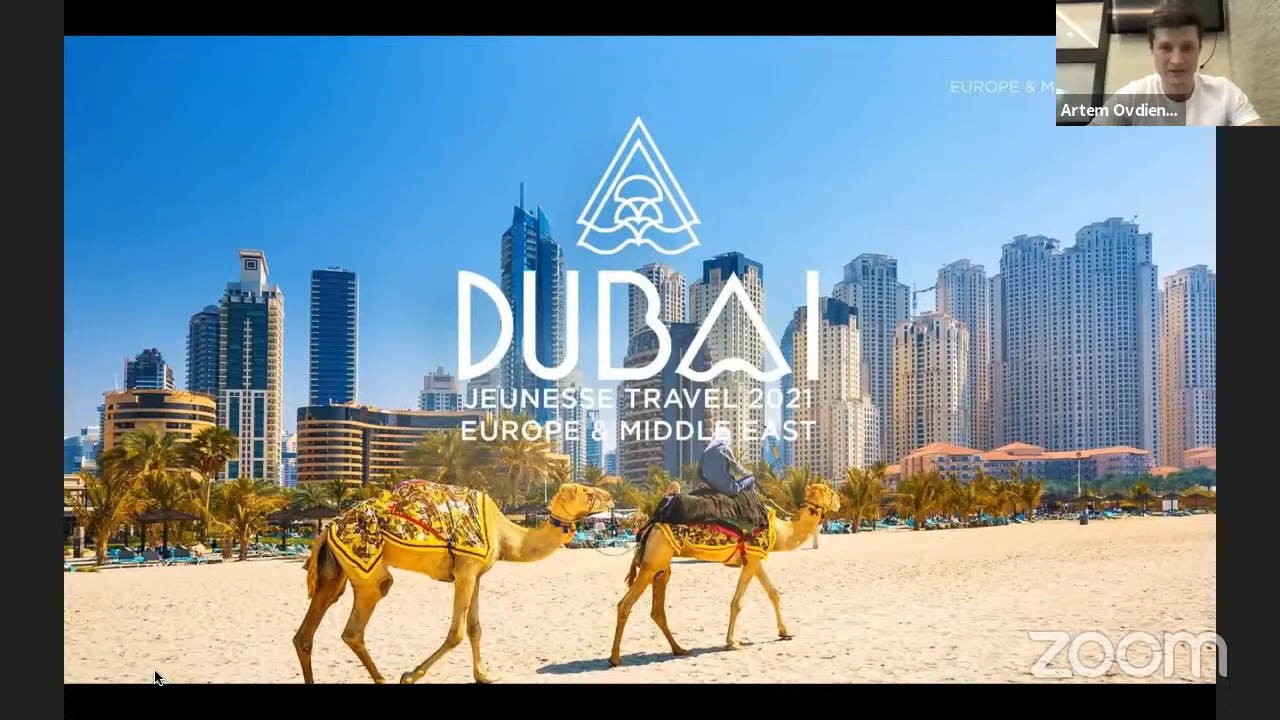 EUROPE & M
Artem Ovdien...
DUBAI
JEUNESSE TRAVEL 2021
EUROPE & MIDDLE EAST
zoom